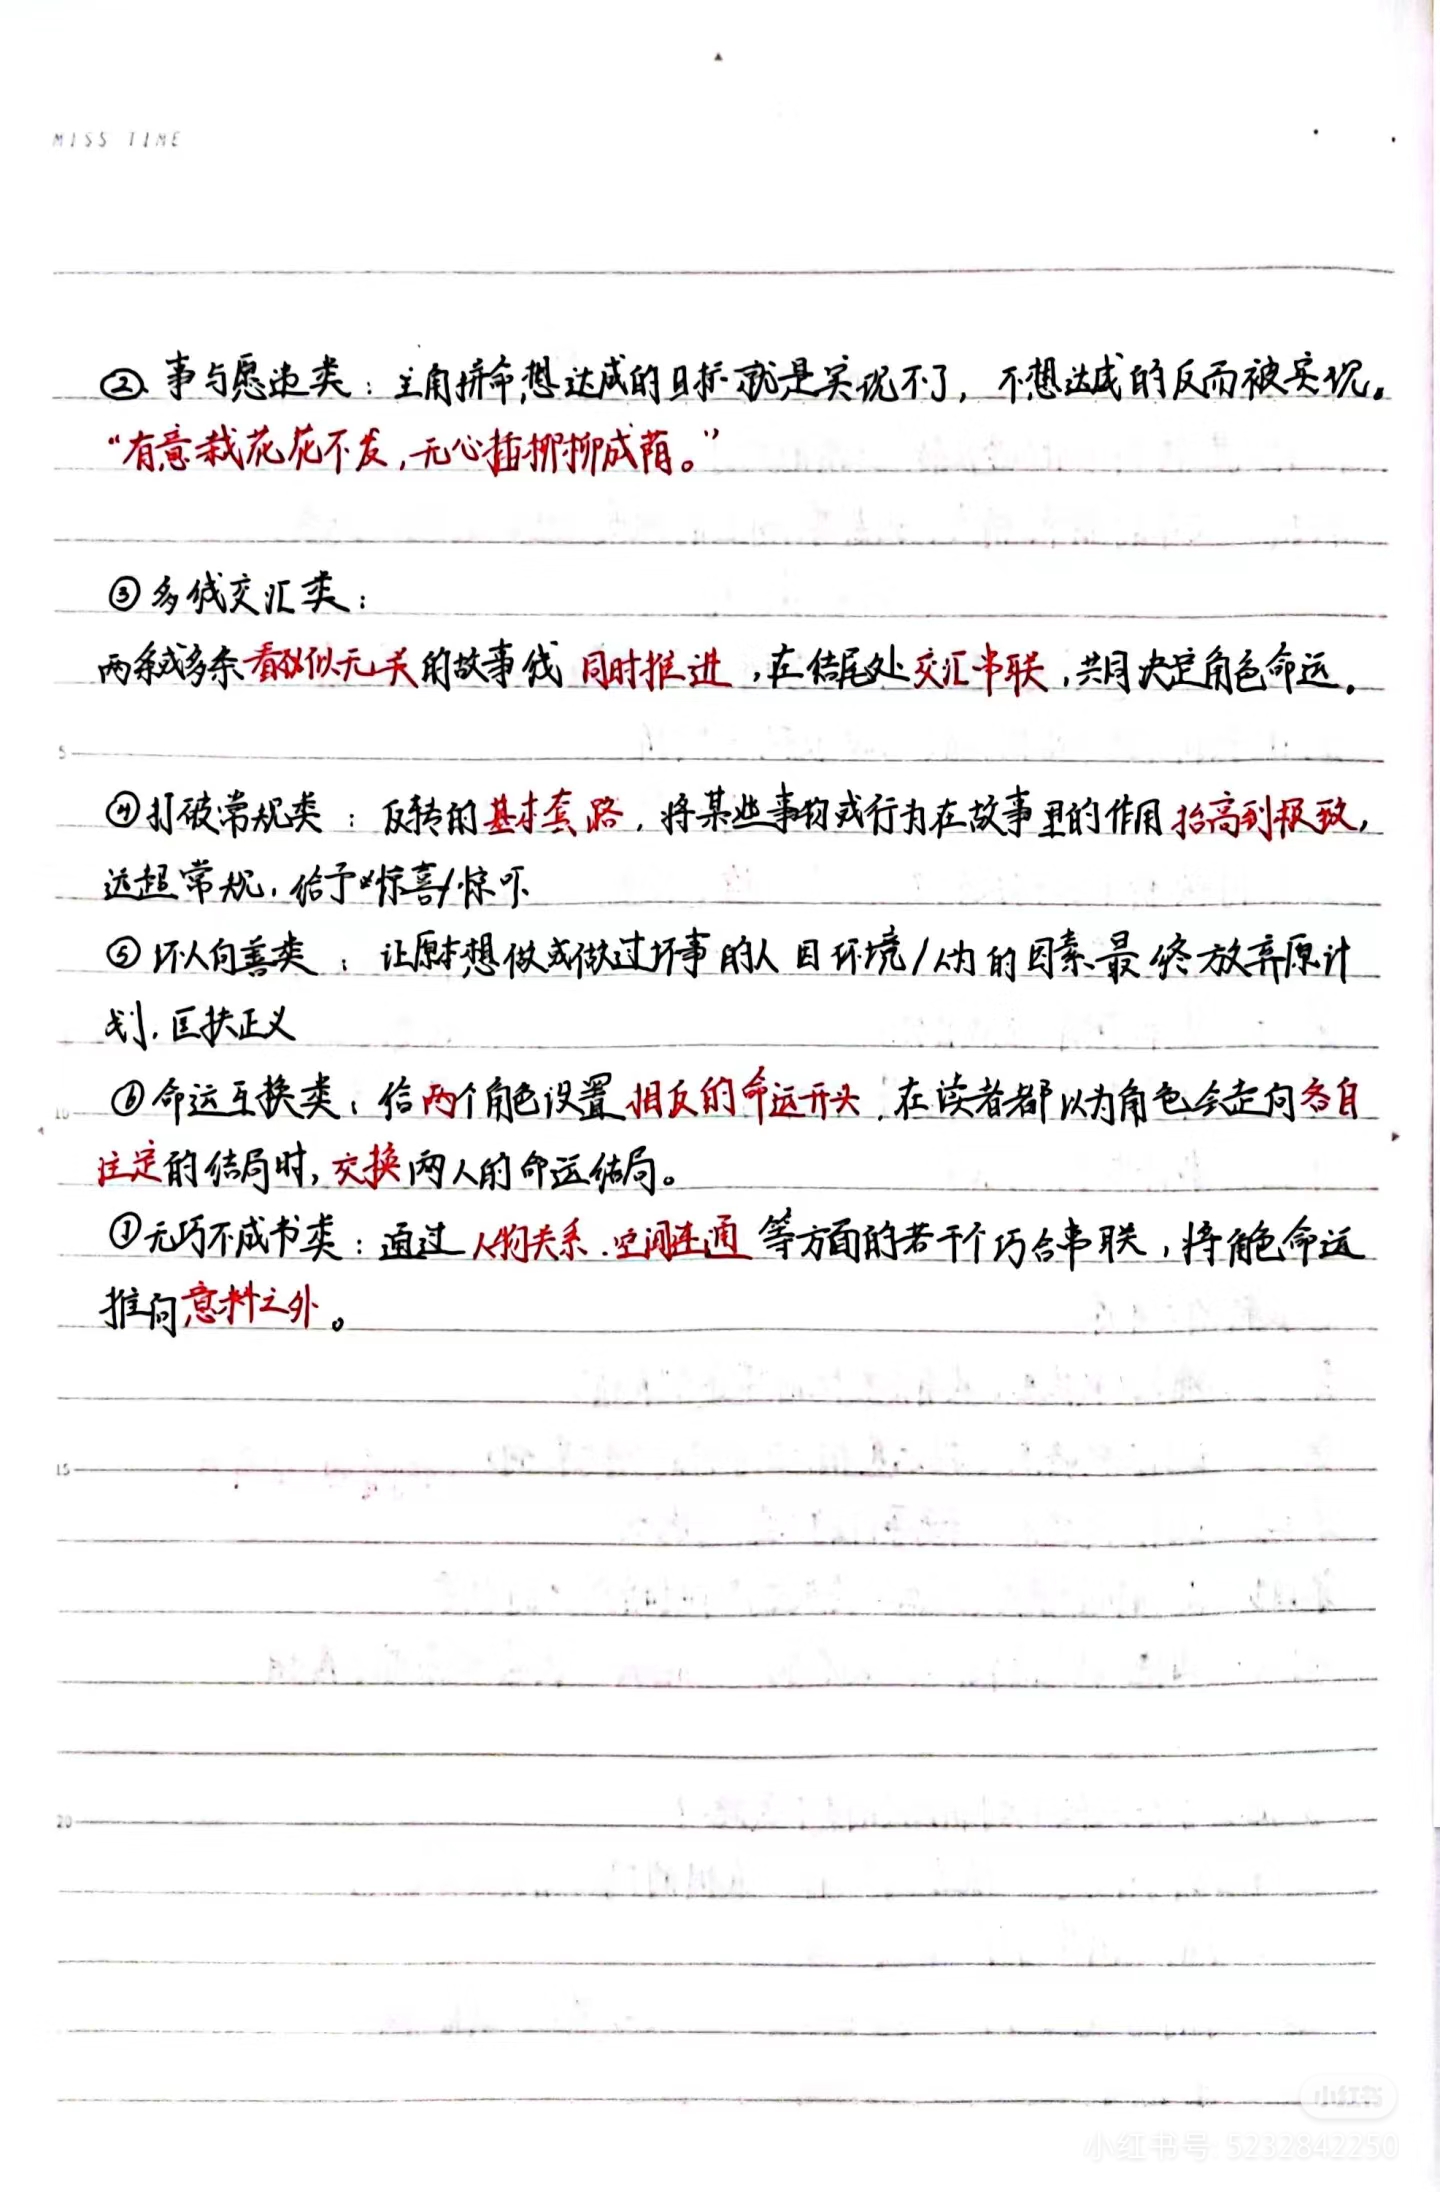 MISS TIME
②、事与愿违类：主角拼命想达成的目标就是实现不了，不想达成的反而被实现。
“有意栽花花不发，无心插柳柳成荫。”
③多线交汇类：
两条或多条看似似无关的故事线 同时推进，在结尾处交汇串联，共同决定角色命运。
5
④打破常规类：反转的基本套路，将某些事物或行为在故事里的作用抬高到极致，
远超常规，给予惊喜/惊吓
⑤坏人向善类：让原本想做或做过坏事的人因环境/人为的因素最终放弃原计
划，匡扶正义
10
⑥命运互换类：给两个角色设置相反的命运开头，在读者都以为角色会走向各自
注定的结局时，交换两人的命运结局。
⑦无巧不成书类：通过人物关系、空间连通等方面的若干个巧合串联，将角色命运
推向意料之外。
15
20
小红书
小红书号: 5232842250